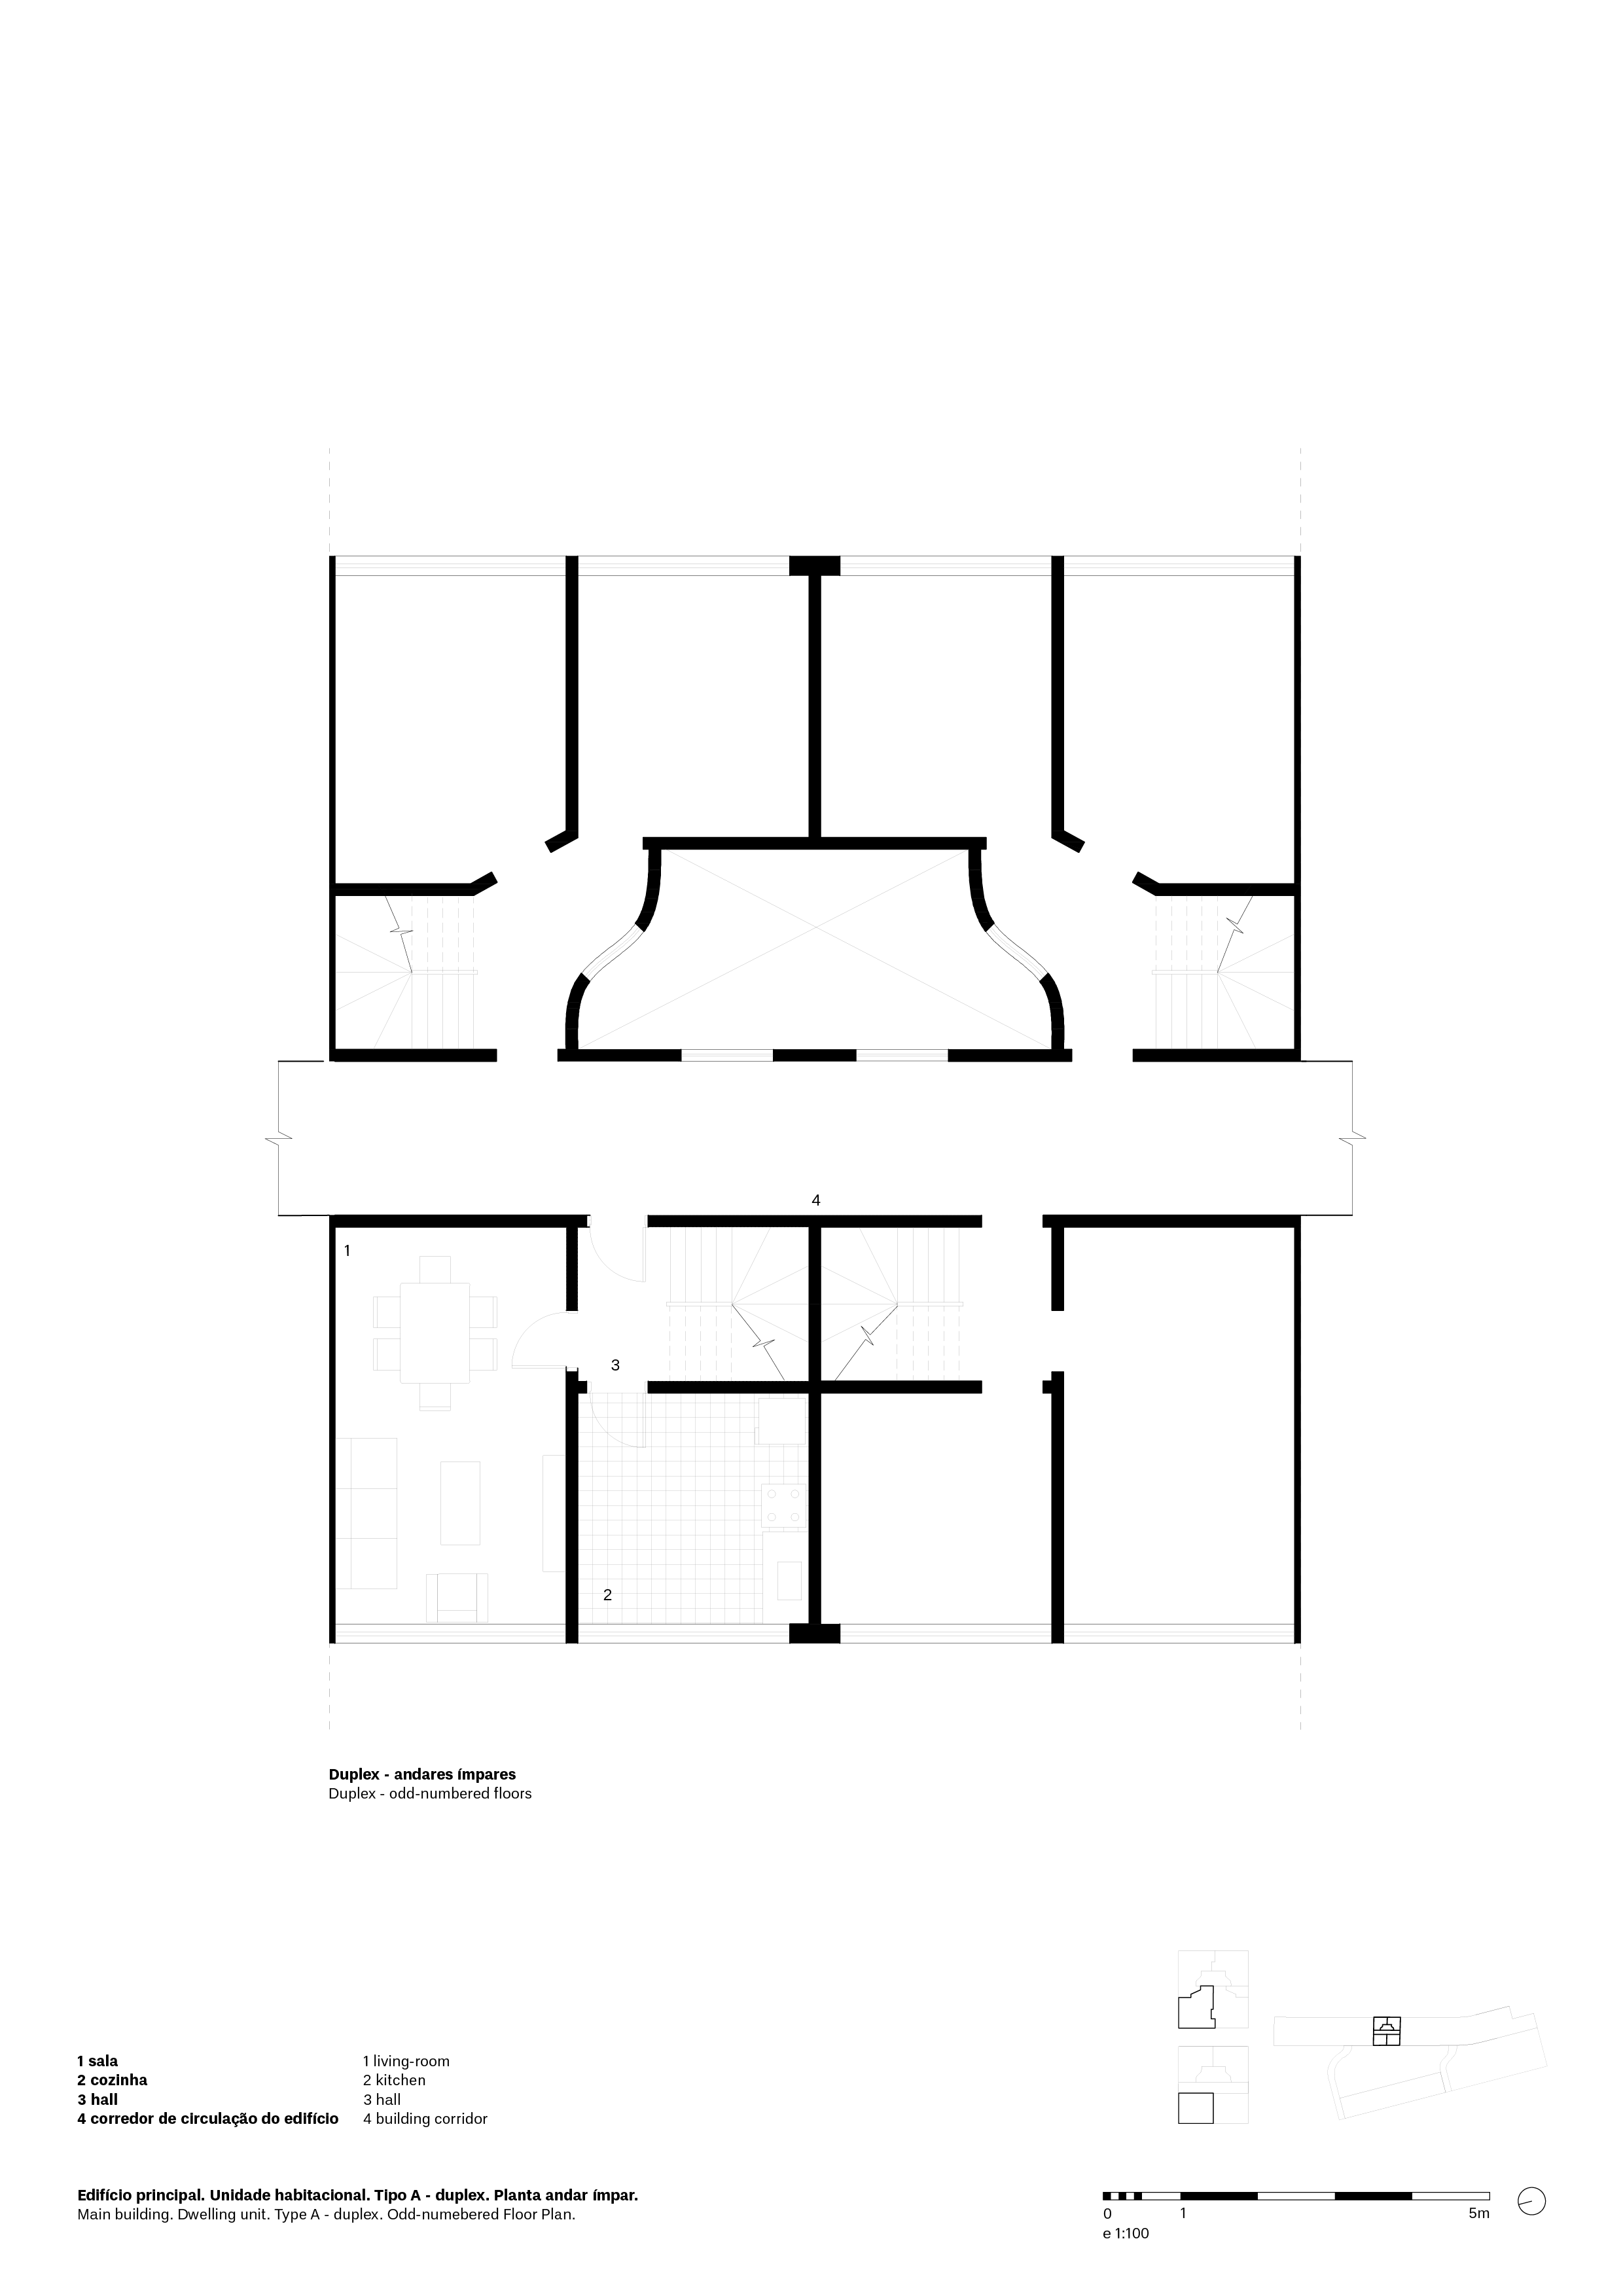 4
1
3
2
Duplex - andares ímpares
Duplex - odd-numbered floors
1 sala
2 cozinha
3 hall
4 corredor de circulação do edifício
1 living-room
2 kitchen
3 hall
4 building corridor
Edifício principal. Unidade habitacional. Tipo A - duplex. Planta andar ímpar.
Main building. Dwelling unit. Type A - duplex. Odd-numebered Floor Plan.
0 1 5m
e 1:100